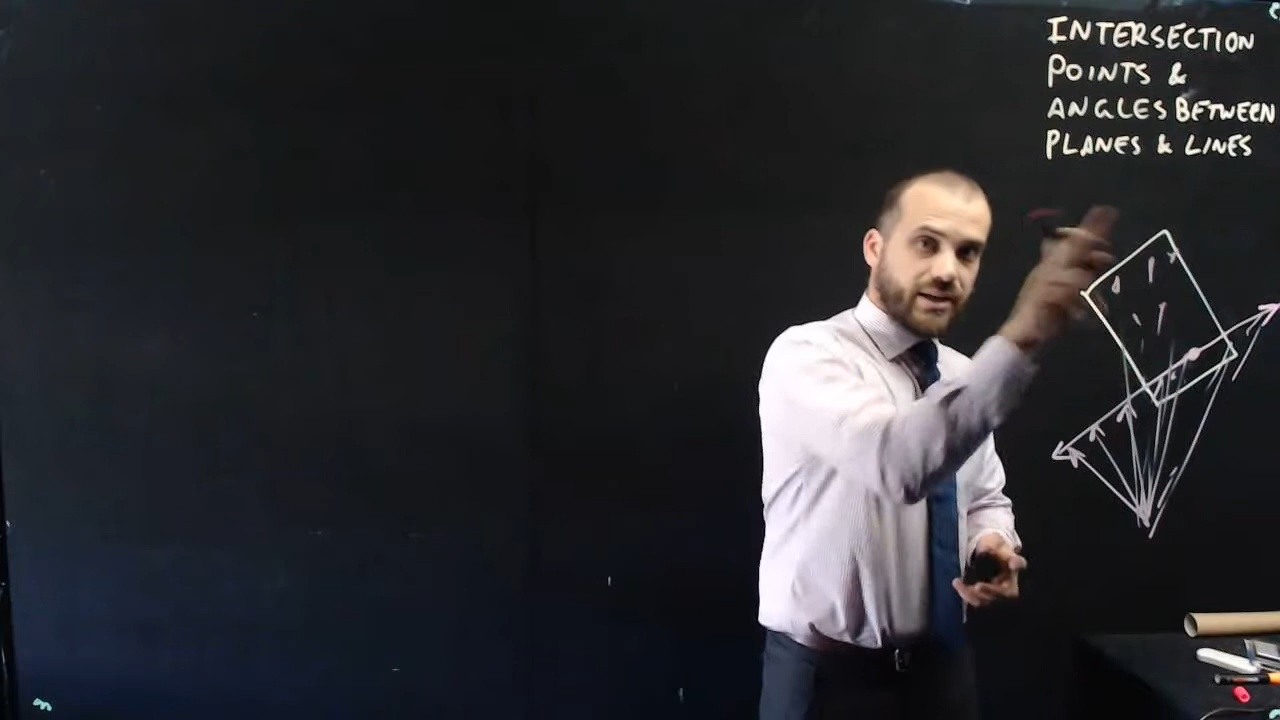 INTERSECTION
POINTS &
ANGLES BETWEEN
PLANES & LINES